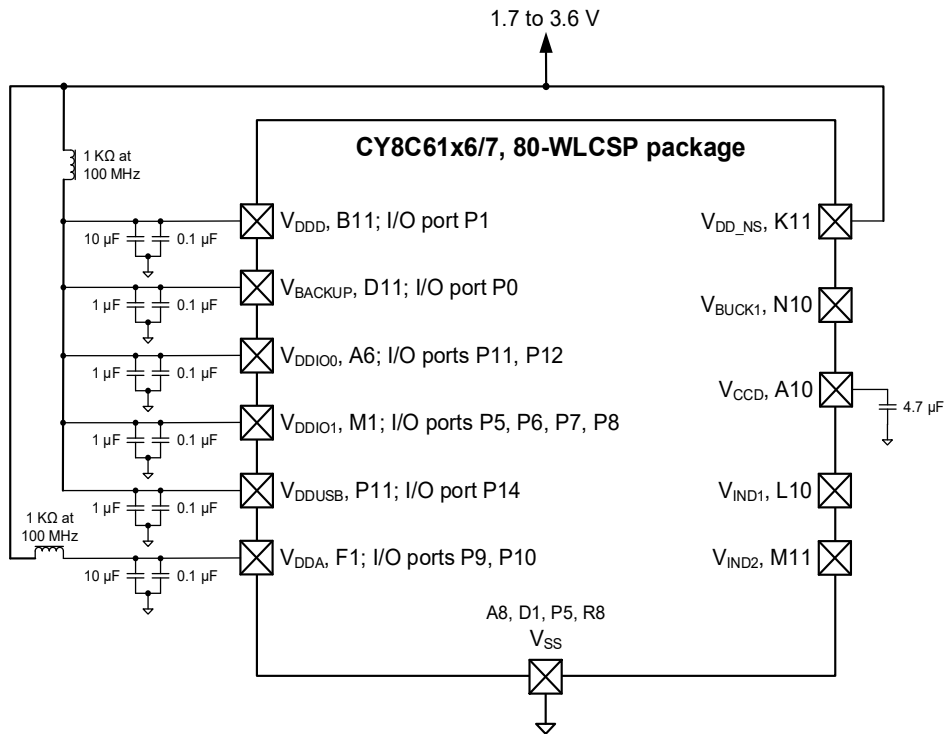 1.7 to 3.6 V
CY8C61x6/7, 80-WLCSP package
1 KΩ at
100 MHz
10 µF
0.1 µF
VDDD, B11; I/O port P1
VDD_NS, K11
1 µF
0.1 µF
VBACKUP, D11; I/O port P0
VBUCK1, N10
1 µF
0.1 µF
VDDIO0, A6; I/O ports P11, P12
VCCD, A10
4.7 µF
1 µF
0.1 µF
VDDIO1, M1; I/O ports P5, P6, P7, P8
1 µF
0.1 µF
VDDUSB, P11; I/O port P14
VIND1, L10
1 KΩ at
100 MHz
10 µF
0.1 µF
VDDA, F1; I/O ports P9, P10
VIND2, M11
A8, D1, P5, R8
VSS